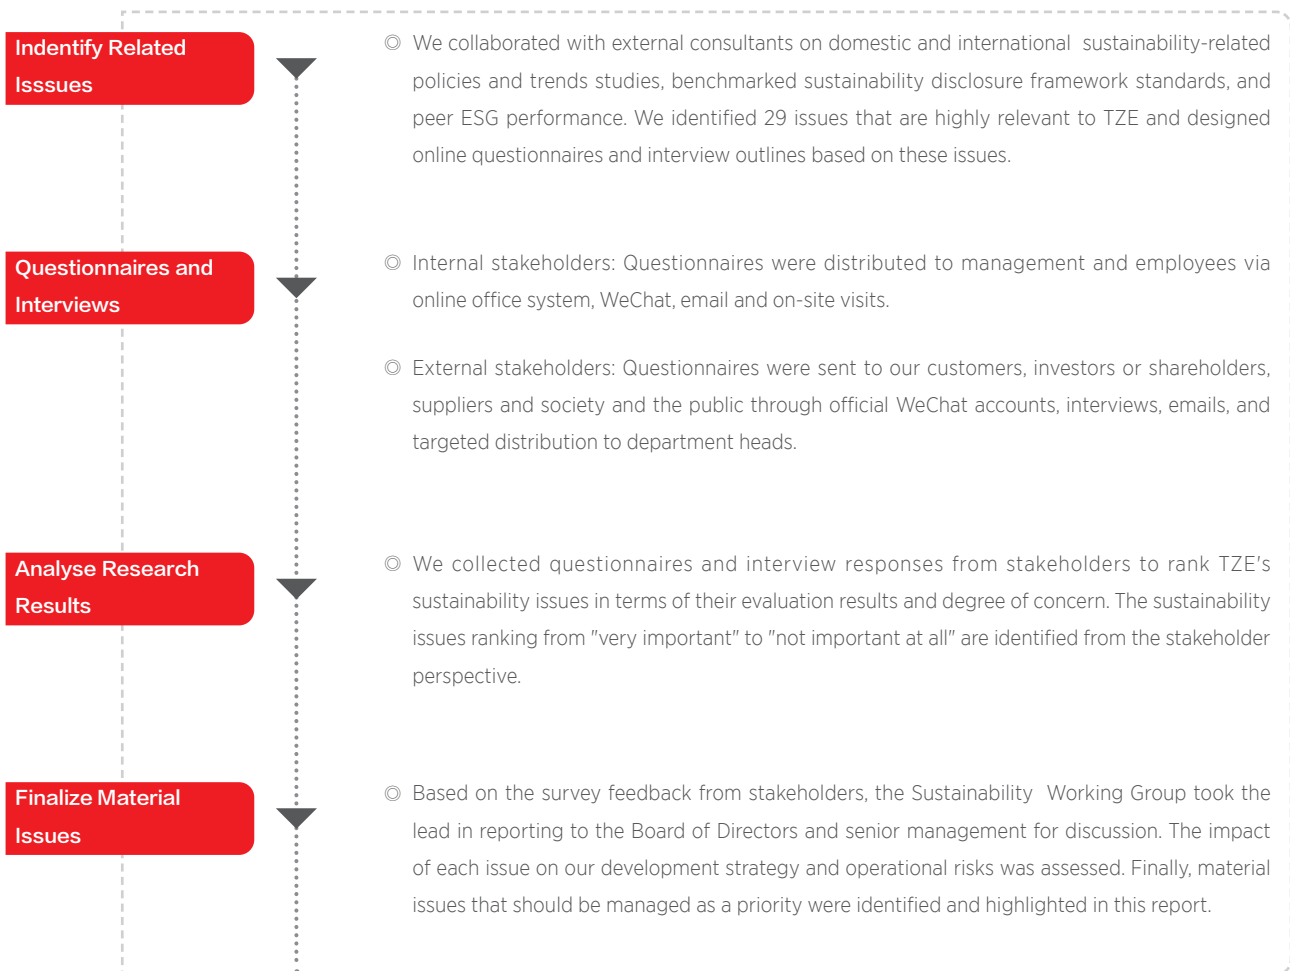 Indentify Related
Isssues
◎ We collaborated with external consultants on domestic and international sustainability-related
policies and trends studies, benchmarked sustainability disclosure framework standards, and
peer ESG performance. We identified 29 issues that are highly relevant to TZE and designed
online questionnaires and interview outlines based on these issues.
Questionnaires and
Interviews
◎ Internal stakeholders: Questionnaires were distributed to management and employees via
online office system, WeChat, email and on-site visits.
◎ External stakeholders: Questionnaires were sent to our customers, investors or shareholders,
suppliers and society and the public through official WeChat accounts, interviews, emails, and
targeted distribution to department heads.
Analyse Research
Results
◎ We collected questionnaires and interview responses from stakeholders to rank TZE's
sustainability issues in terms of their evaluation results and degree of concern. The sustainability
issues ranking from "very important" to "not important at all" are identified from the stakeholder
perspective.
Finalize Material
Issues
◎ Based on the survey feedback from stakeholders, the Sustainability Working Group took the
lead in reporting to the Board of Directors and senior management for discussion. The impact
of each issue on our development strategy and operational risks was assessed. Finally, material
issues that should be managed as a priority were identified and highlighted in this report.